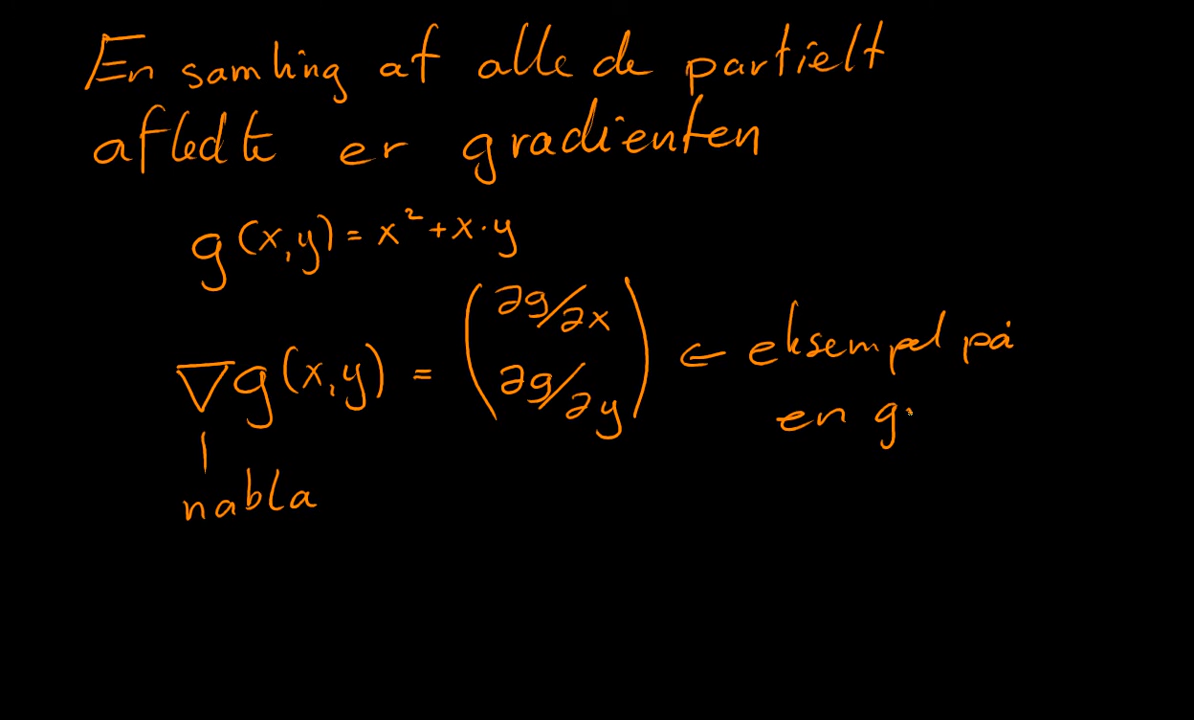 En samling af alle de partielt
afledte er gradienten
g(x,y) = x² + x·y
∇g(x,y) = (∂g/∂x ∂g/∂y) ← eksempel på
en g
nabla